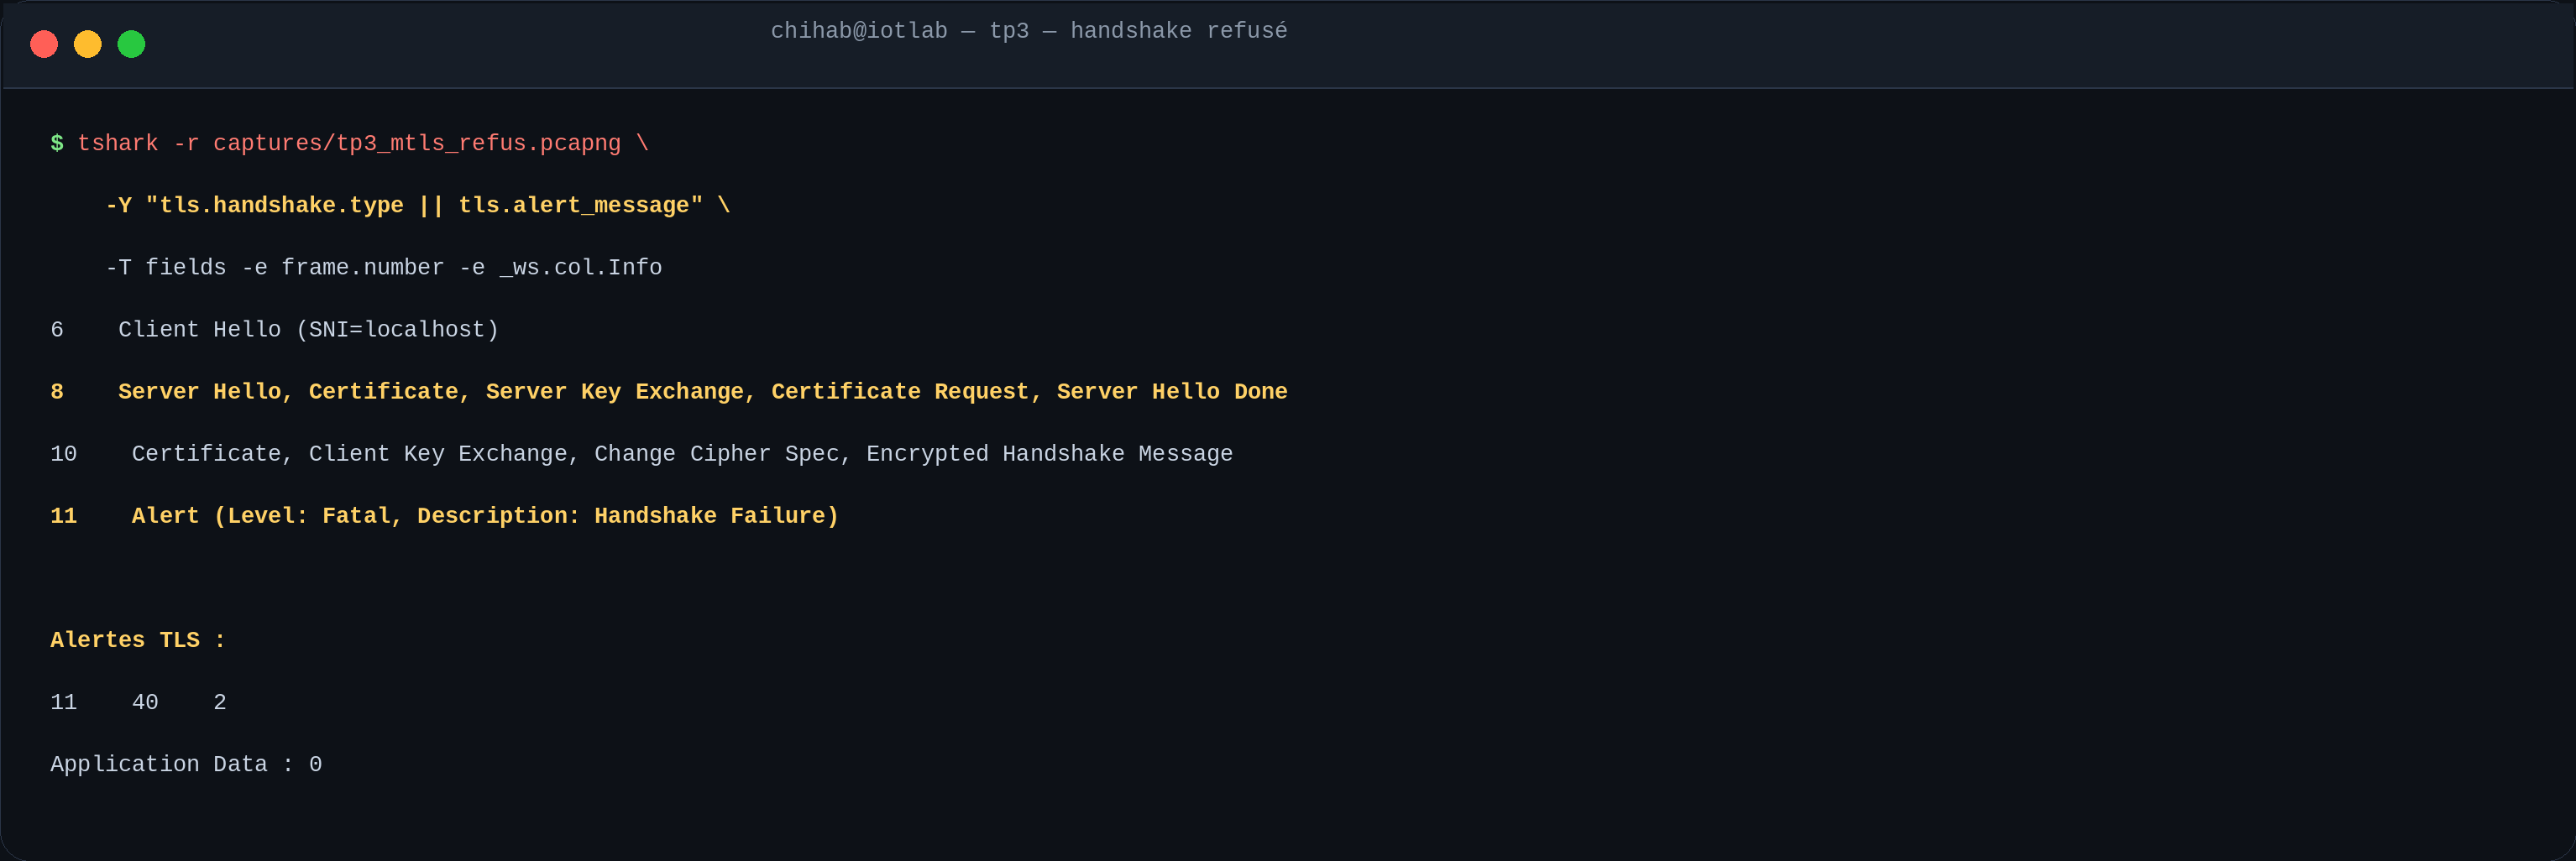 chihab@iotlab — tp3 — handshake refusé
$ tshark -r captures/tp3_mtls_refus.pcapng \
-Y "tls.handshake.type || tls.alert_message" \
-T fields -e frame.number -e _ws.col.Info
6    Client Hello (SNI=localhost)
8    Server Hello, Certificate, Server Key Exchange, Certificate Request, Server Hello Done
10    Certificate, Client Key Exchange, Change Cipher Spec, Encrypted Handshake Message
11    Alert (Level: Fatal, Description: Handshake Failure)
Alertes TLS :
11    40    2
Application Data : 0